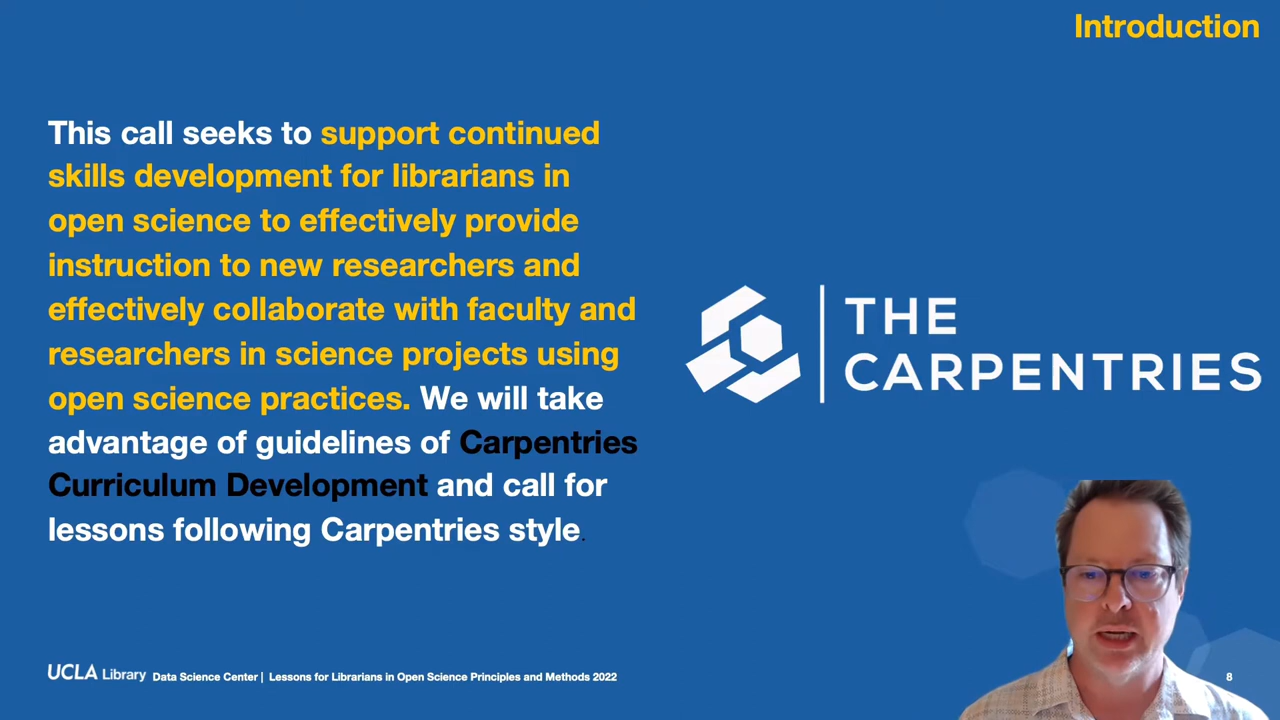 Introduction
This call seeks to support continued
skills development for librarians in
open science to effectively provide
instruction to new researchers and
effectively collaborate with faculty and
researchers in science projects using
open science practices. We will take
advantage of guidelines of Carpentries
Curriculum Development and call for
lessons following Carpentries style.
THE
CARPENTRIES
UCLA Library Data Science Center | Lessons for Librarians in Open Science Principles and Methods 2022
8